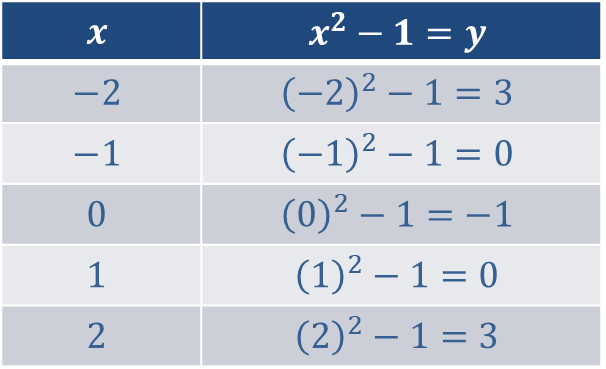 x x² − 1 = y
−2 (−2)² − 1 = 3
−1 (−1)² − 1 = 0
0 (0)² − 1 = −1
1 (1)² − 1 = 0
2 (2)² − 1 = 3